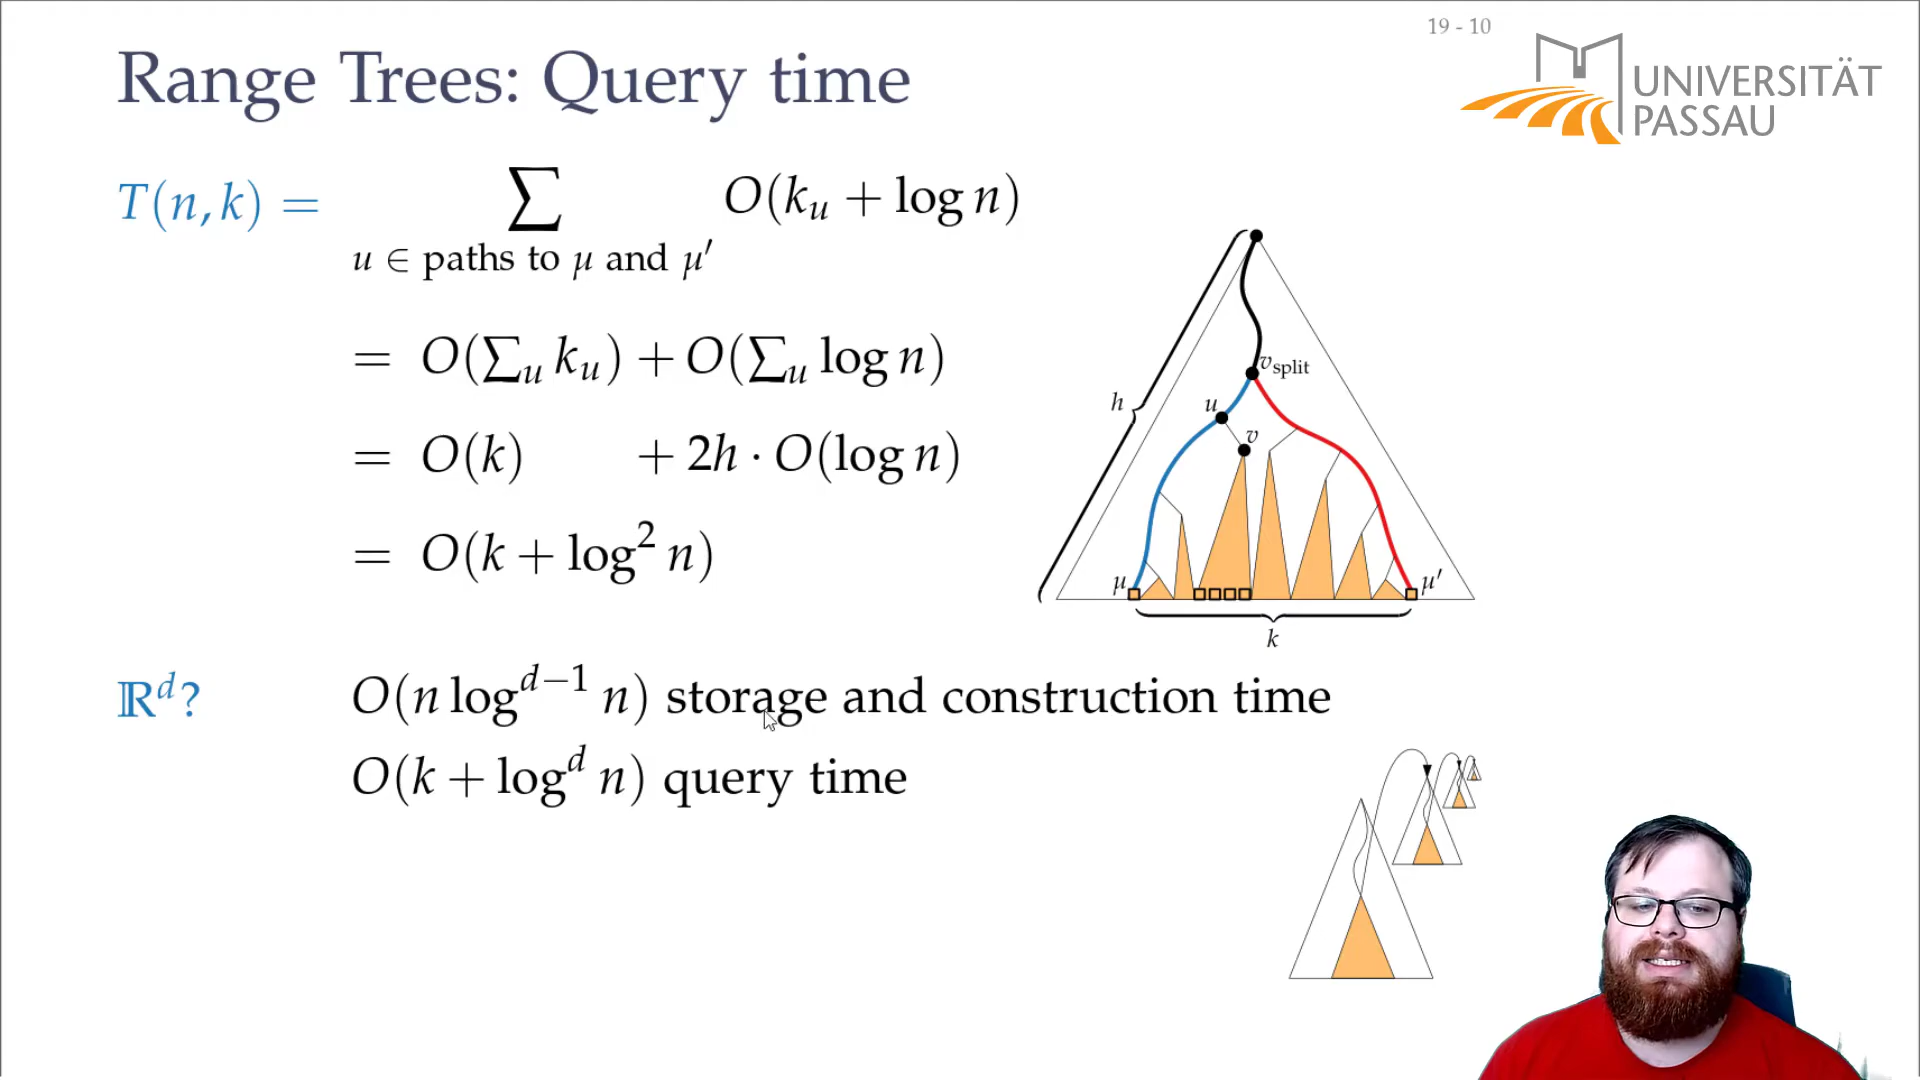 19 - 10
Range Trees: Query time
UNIVERSITÄT
PASSAU
T(n, k) = ∑ O(k_u + log n)
u ∈ paths to μ and μ′
= O(∑_u k_u) + O(∑_u log n)
= O(k) + 2h · O(log n)
= O(k + log² n)
h
v_split
u
v
μ
μ′
k
ℝ^d? O(n log^{d−1} n) storage and construction time
O(k + log^d n) query time